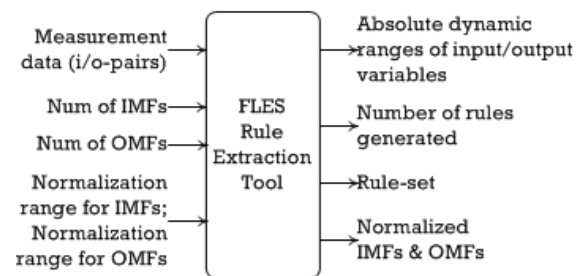 Measurement
data (i/o-pairs)
Num of IMFs
Num of OMFs
Normalization
range for IMFs;
Normalization
range for OMFs
FLES
Rule
Extraction
Tool
Absolute dynamic
ranges of input/output
variables
Number of rules
generated
Rule-set
Normalized
IMFs & OMFs